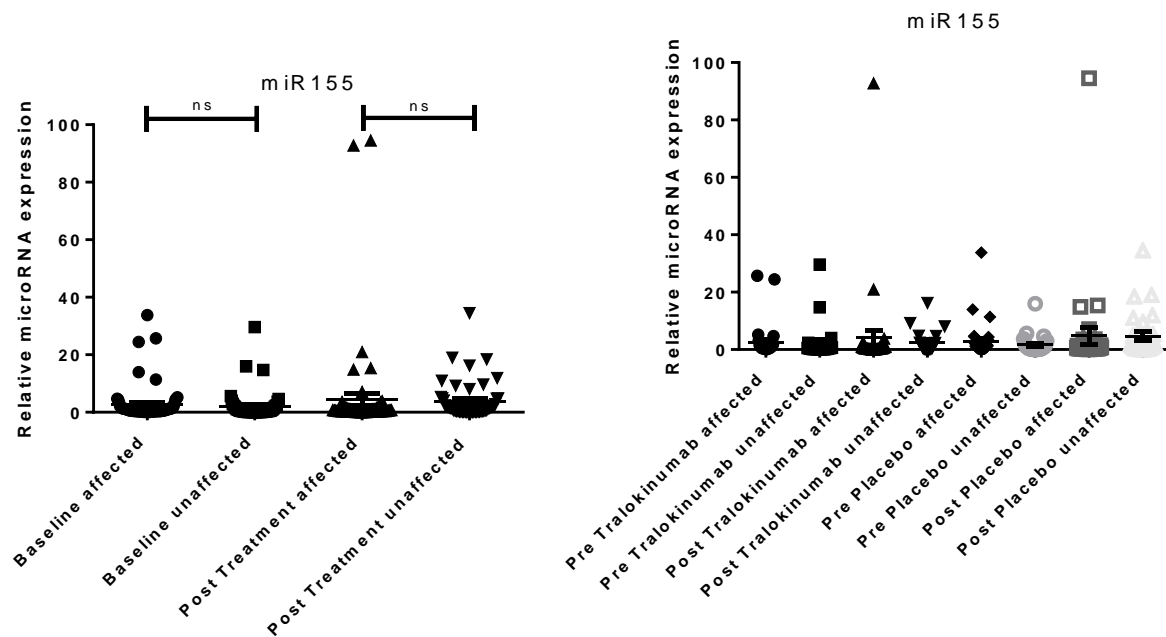 miR155
ns
ns
Relative microRNA expression
100
80
60
40
20
0
Baseline affected
Baseline unaffected
Post Treatment affected
Post Treatment unaffected
miR155
Relative microRNA expression
100
80
60
40
20
0
Pre Tralokinumab affected
Pre Tralokinumab unaffected
Post Tralokinumab affected
Post Tralokinumab unaffected
Pre Placebo affected
Pre Placebo unaffected
Post Placebo affected
Post Placebo unaffected